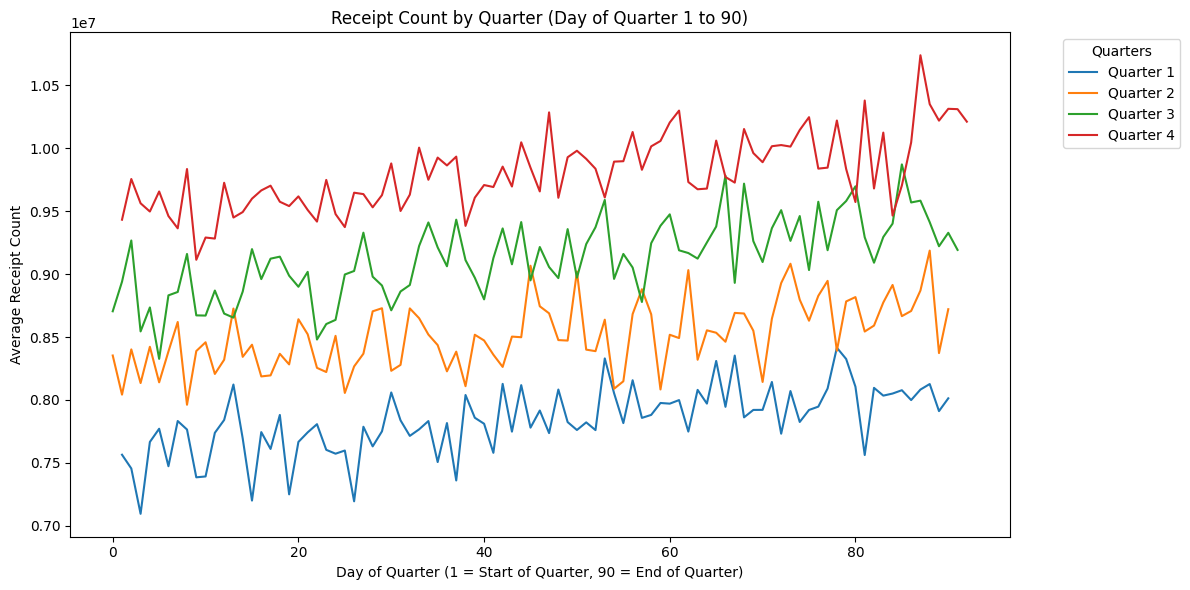 Receipt Count by Quarter (Day of Quarter 1 to 90)
1e7
Quarters
Quarter 1
Quarter 2
Quarter 3
Quarter 4
Average Receipt Count
1.05
1.00
0.95
0.90
0.85
0.80
0.75
0.70
0 20 40 60 80
Day of Quarter (1 = Start of Quarter, 90 = End of Quarter)